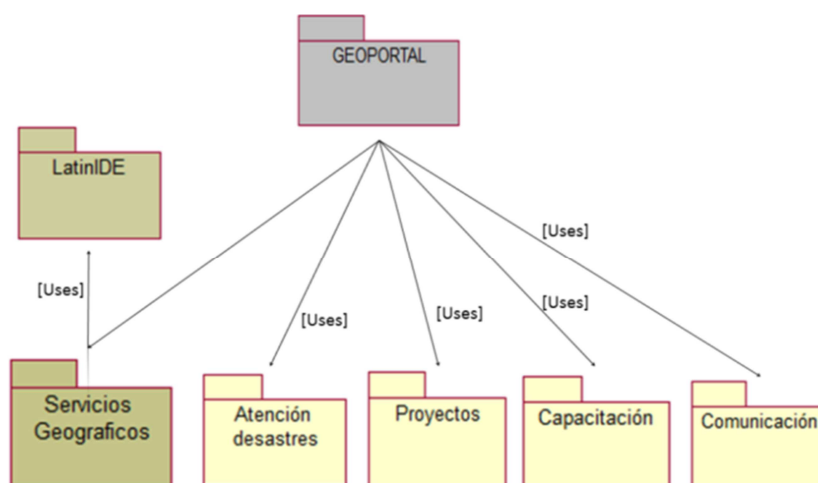 GEOPORTAL
LatinIDE
[Uses]
[Uses]
[Uses]
[Uses]
[Uses]
Servicios
Geograficos
Atención
desastres
Proyectos
Capacitación
Comunicación